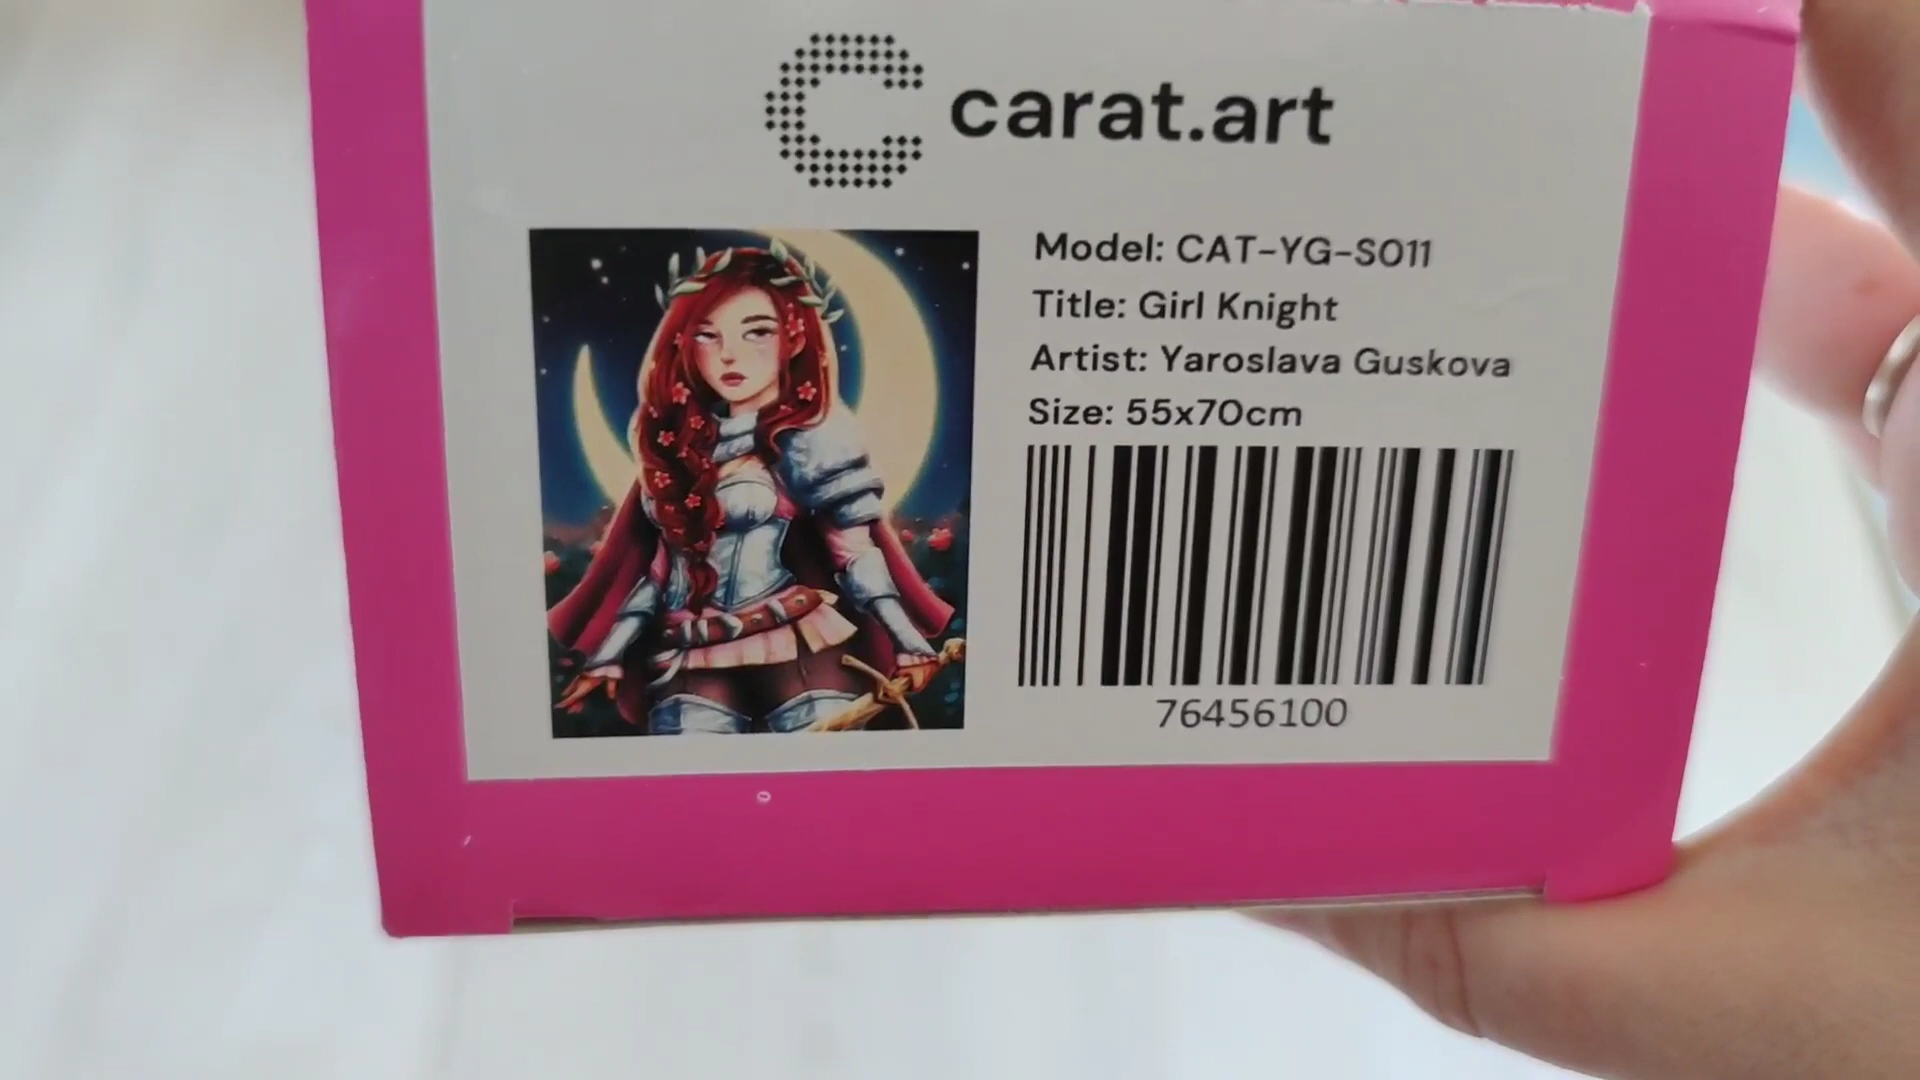 carat.art
Model: CAT-YG-S011
Title: Girl Knight
Artist: Yaroslava Guskova
Size: 55x70cm
76456100